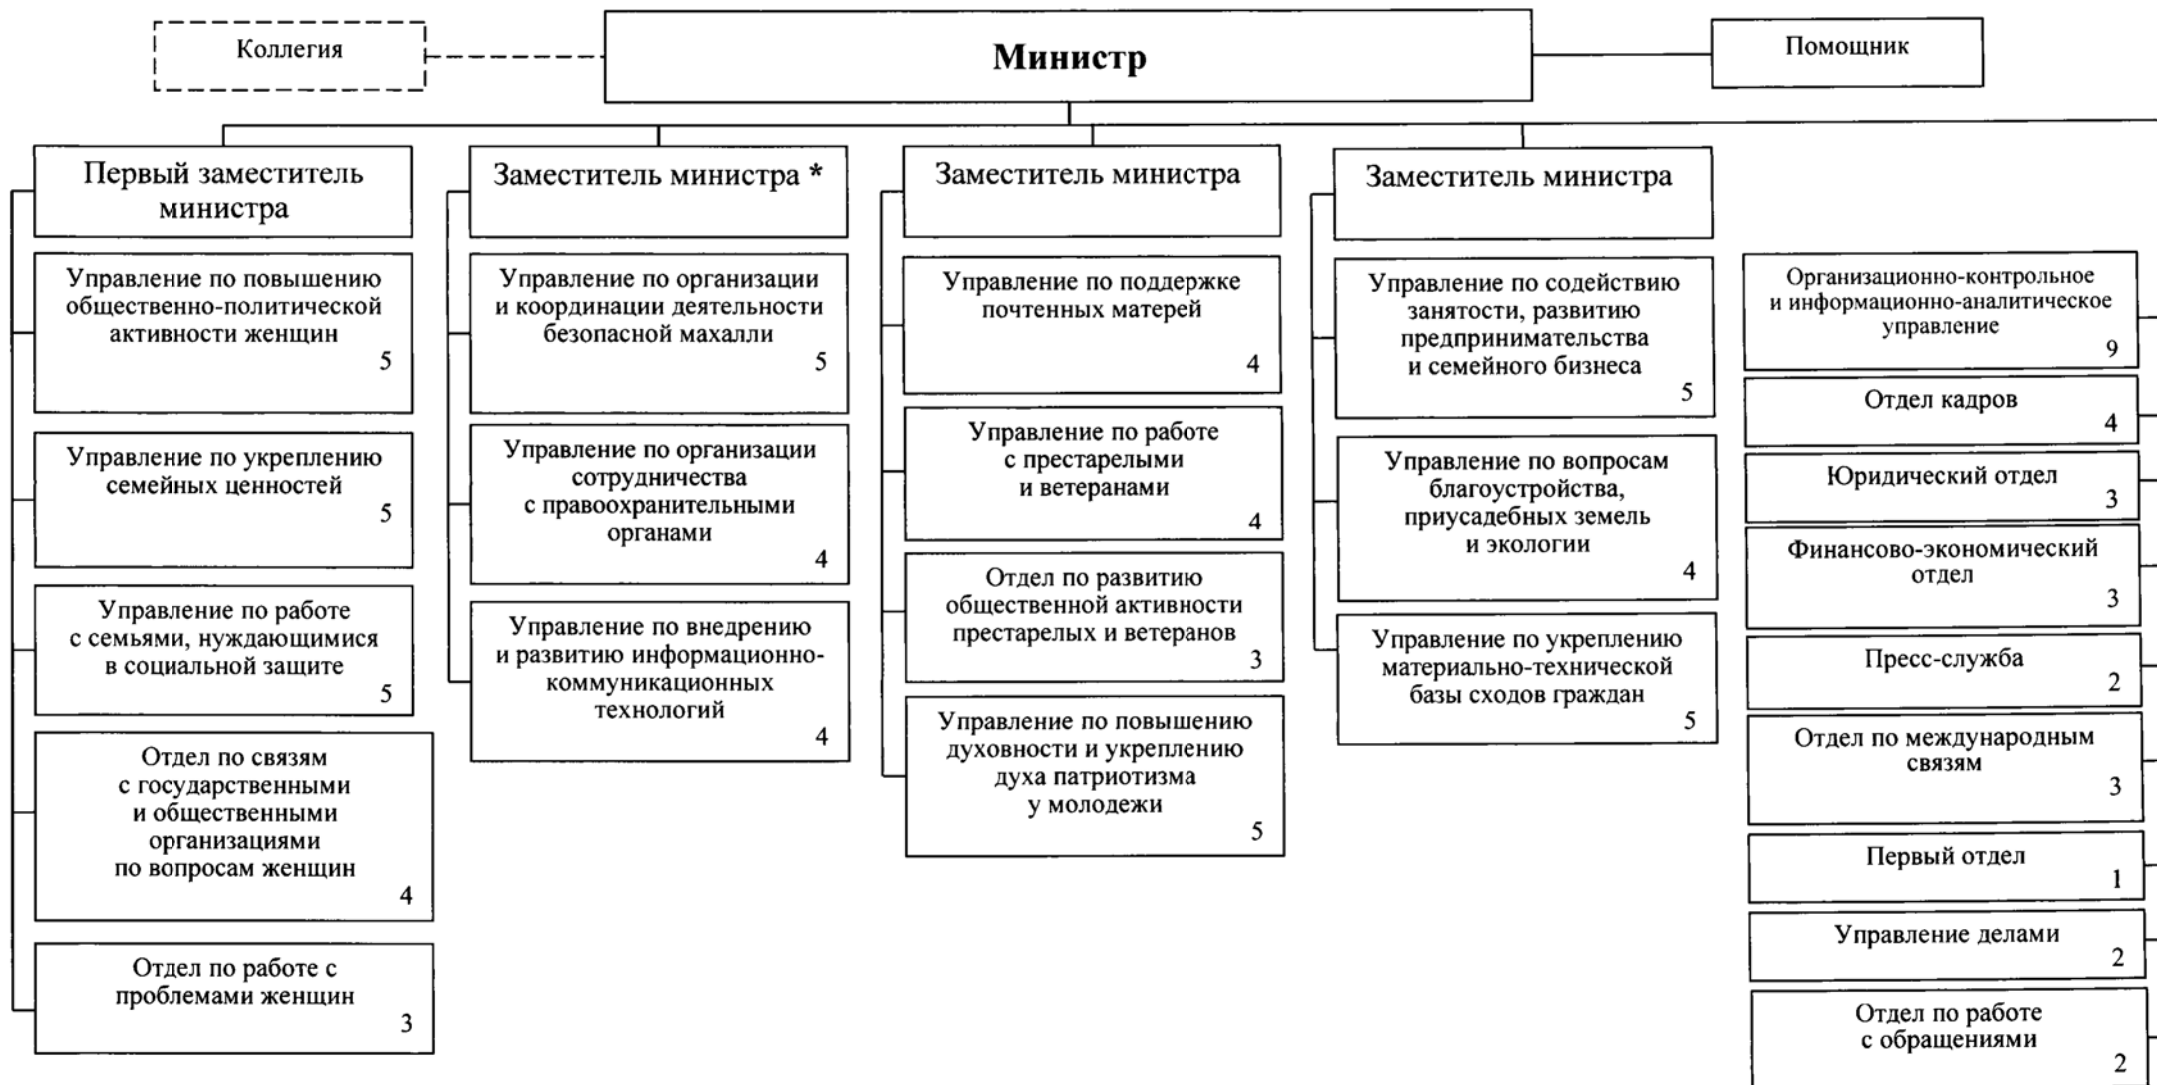 Коллегия
Министр
Помощник
Первый заместитель
министра
Управление по повышению
общественно-политической
активности женщин
5
Управление по укреплению
семейных ценностей
5
Управление по работе
с семьями, нуждающимися
в социальной защите
5
Отдел по связям
с государственными
и общественными
организациями
по вопросам женщин
4
Отдел по работе с
проблемами женщин
3
Заместитель министра *
Управление по организации
и координации деятельности
безопасной махалли
5
Управление по организации
сотрудничества
с правоохранительными
органами
4
Управление по внедрению
и развитию информационно-
коммуникационных
технологий
4
Заместитель министра
Управление по поддержке
почтенных матерей
4
Управление по работе
с престарелыми
и ветеранами
4
Отдел по развитию
общественной активности
престарелых и ветеранов
3
Управление по повышению
духовности и укреплению
духа патриотизма
у молодежи
5
Заместитель министра
Управление по содействию
занятости, развитию
предпринимательства
и семейного бизнеса
5
Управление по вопросам
благоустройства,
приусадебных земель
и экологии
4
Управление по укреплению
материально-технической
базы сходов граждан
5
Организационно-контрольное
и информационно-аналитическое
управление
9
Отдел кадров
4
Юридический отдел
3
Финансово-экономический
отдел
3
Пресс-служба
2
Отдел по международным
связям
3
Первый отдел
1
Управление делами
2
Отдел по работе
с обращениями
2